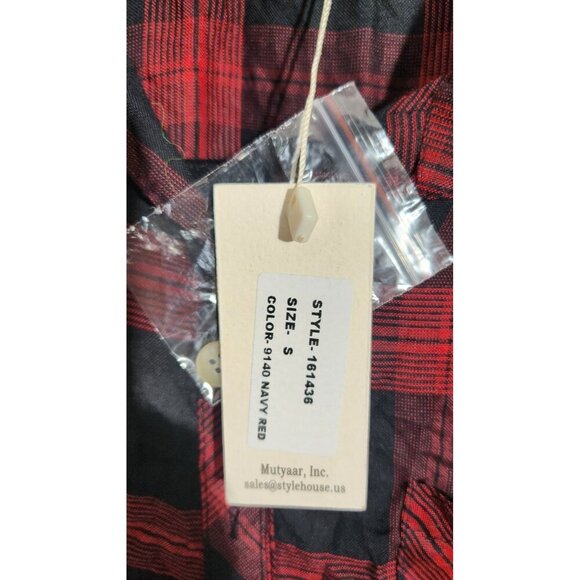 STYLE- 161436
SIZE- S
COLOR- 9140 NAVY RED
Mutyaar, Inc.
sales@stylehouse.us